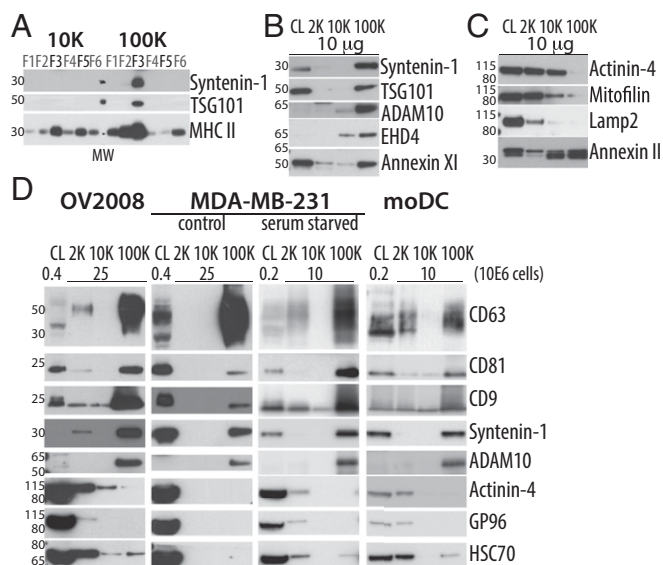 A
10K 100K
F1F2F3F4F5F6 F1F2F3F4F5F6
30
Syntenin-1
50
TSG101
30
MHC II
MW
B
CL 2K 10K 100K
10 µg
30
Syntenin-1
50
TSG101
65
ADAM10
65
EHD4
50
50
Annexin XI
C
CL 2K 10K 100K
10 µg
115
80
Actinin-4
115
80
Mitofilin
115
80
Lamp2
30
Annexin II
D
OV2008 MDA-MB-231 moDC
control serum starved
CL 2K 10K 100K CL 2K 10K 100K CL 2K 10K 100K CL 2K 10K 100K
0.4 25 0.4 25 0.2 10 0.2 10 (10E6 cells)
50
30
CD63
25
CD81
25
CD9
30
Syntenin-1
65
50
ADAM10
115
80
Actinin-4
115
80
GP96
80
65
HSC70